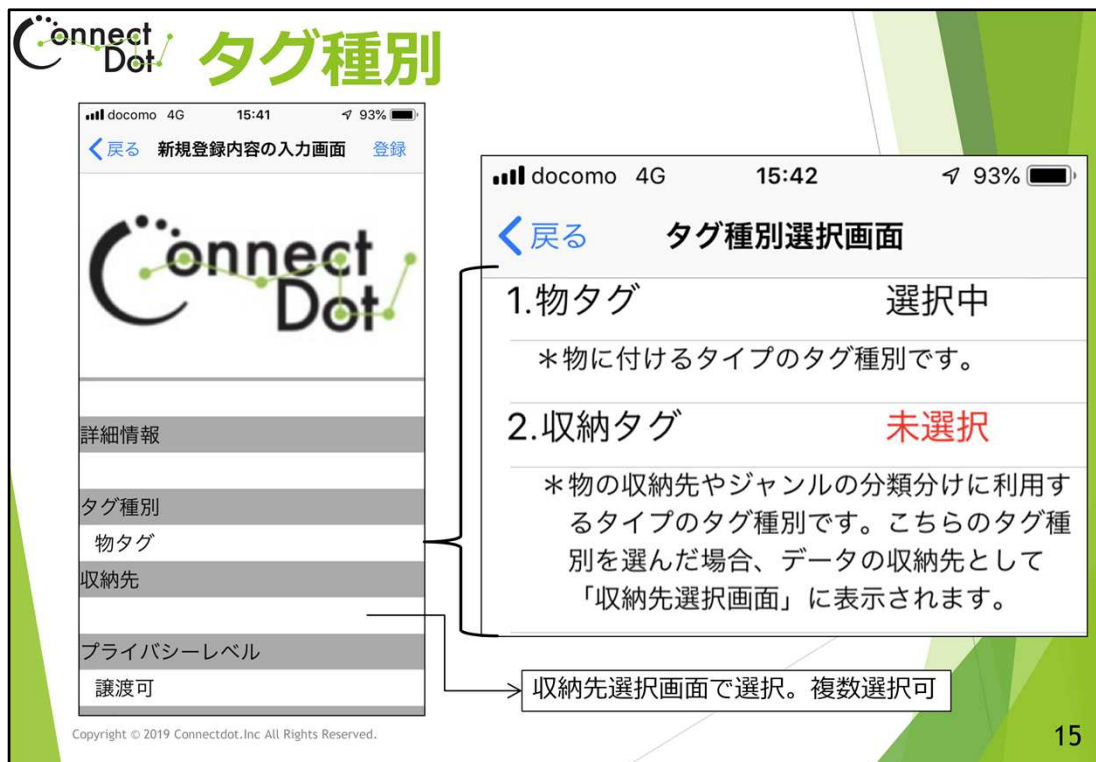 Connect Dot
タグ種別
docomo 4G 15:41 93%
戻る 新規登録内容の入力画面 登録
Connect
Dot
詳細情報
タグ種別
物タグ
収納先
プライバシーレベル
譲渡可
docomo 4G 15:42 93%
戻る タグ種別選択画面
1.物タグ 選択中
＊物に付けるタイプのタグ種別です。
2.収納タグ 未選択
＊物の収納先やジャンルの分類分けに利用す
るタイプのタグ種別です。こちらのタグ種
別を選んだ場合、データの収納先として
「収納先選択画面」に表示されます。
収納先選択画面で選択。複数選択可
Copyright © 2019 Connectdot.Inc All Rights Reserved.
15